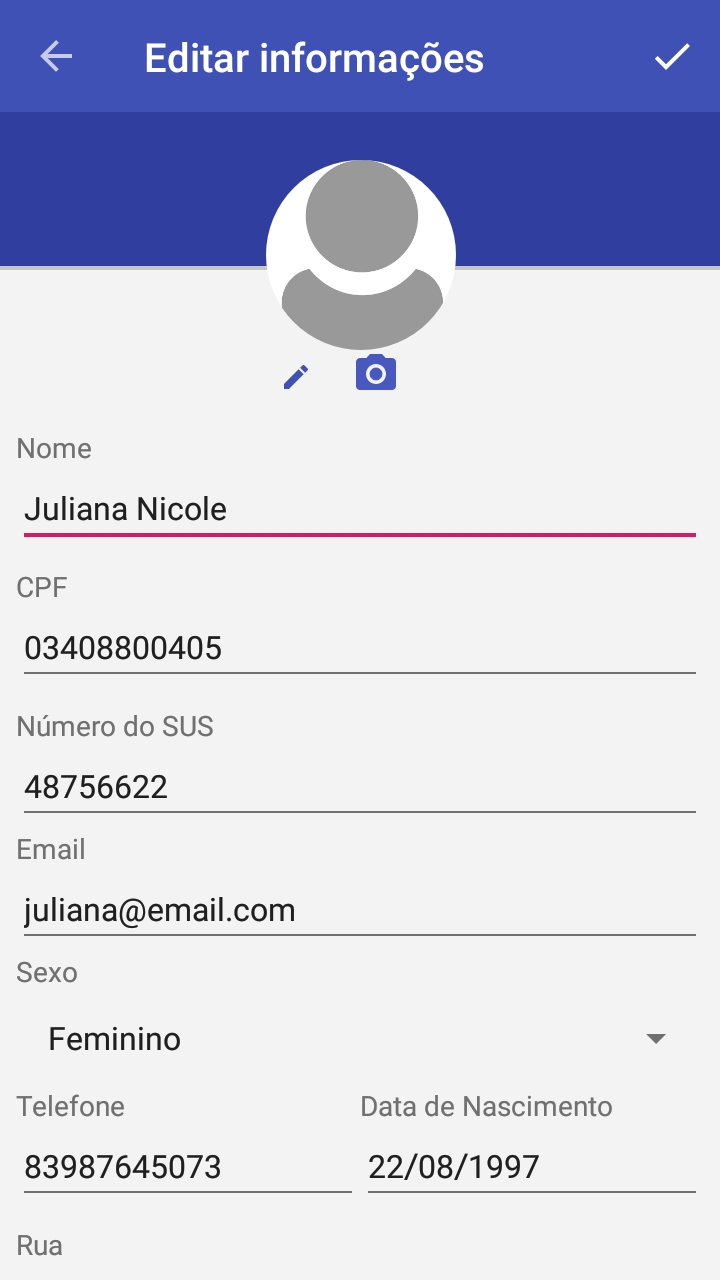 Editar informações
Nome
Juliana Nicole
CPF
03408800405
Número do SUS
48756622
Email
juliana@email.com
Sexo
Feminino
Telefone Data de Nascimento
83987645073 22/08/1997
Rua